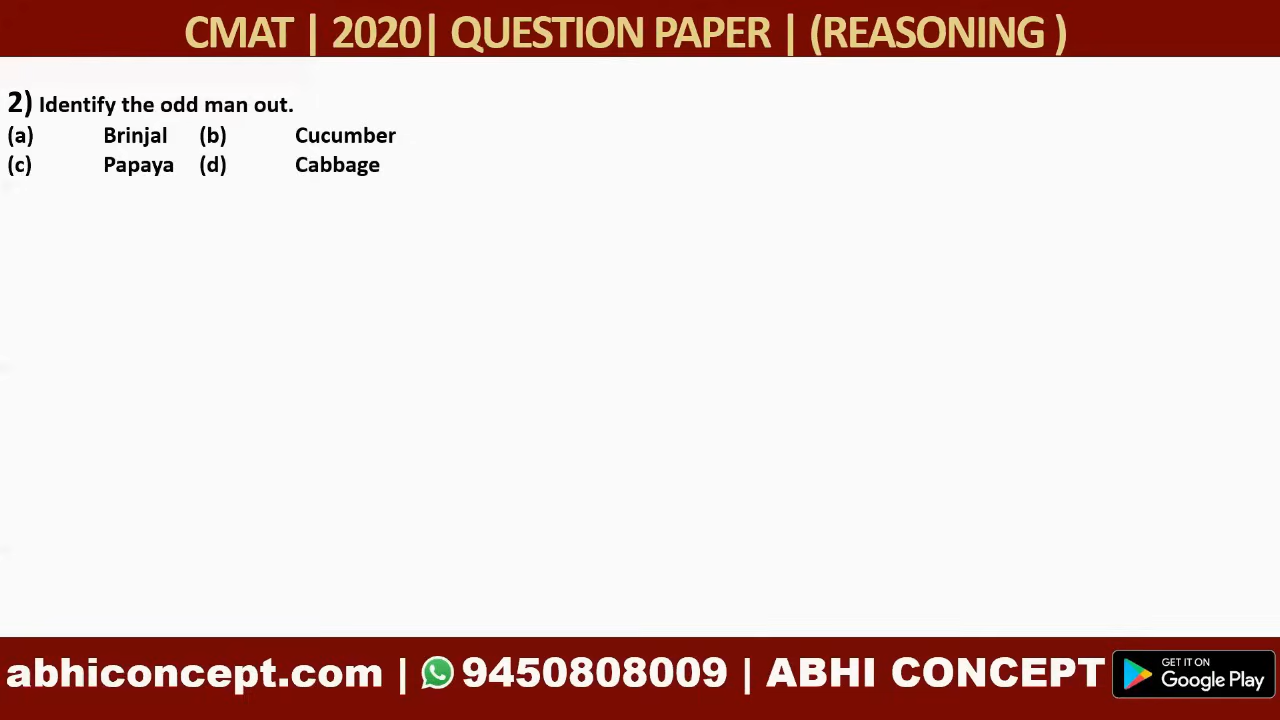 CMAT | 2020| QUESTION PAPER | (REASONING )
2) Identify the odd man out.
(a) Brinjal (b) Cucumber
(c) Papaya (d) Cabbage
abhiconcept.com | 9450808009 | ABHI CONCEPT
GET IT ON
Google Play